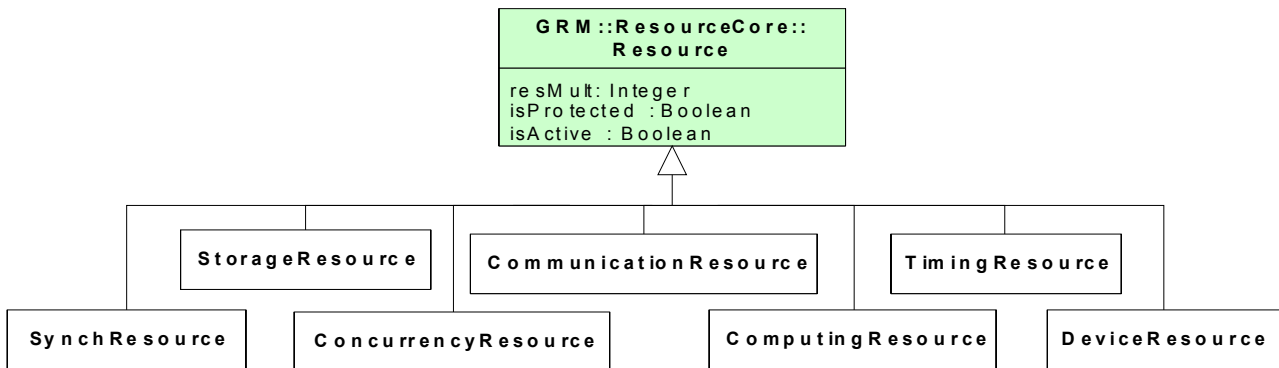 GRM::ResourceCore::
Resource
resMult: Integer
isProtected : Boolean
isActive : Boolean
StorageResource
CommunicationResource
TimingResource
SynchResource
ConcurrencyResource
ComputingResource
DeviceResource